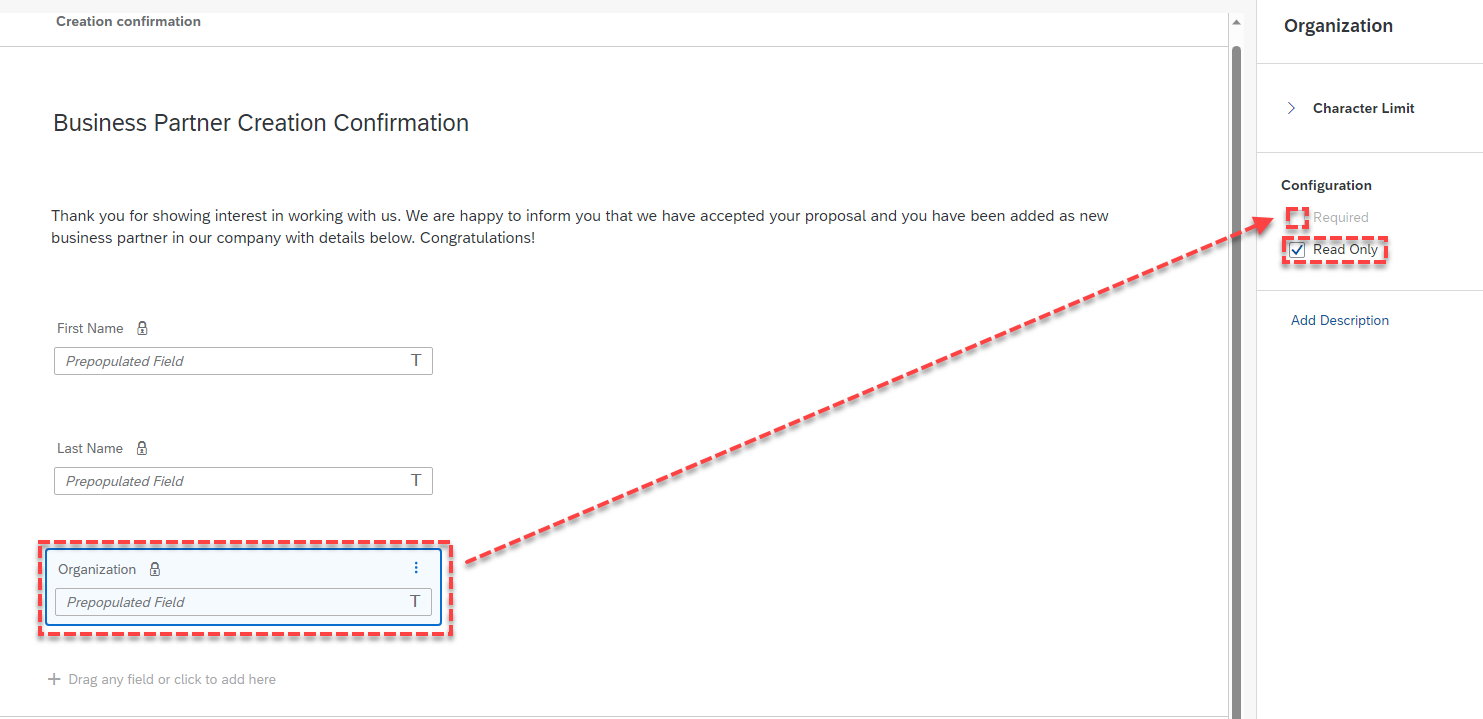 Creation confirmation
Business Partner Creation Confirmation
Thank you for showing interest in working with us. We are happy to inform you that we have accepted your proposal and you have been added as new
business partner in our company with details below. Congratulations!
First Name
Prepopulated Field T
Last Name
Prepopulated Field T
Organization
Prepopulated Field T
Drag any field or click to add here
Organization
Character Limit
Configuration
Required
Read Only
Add Description